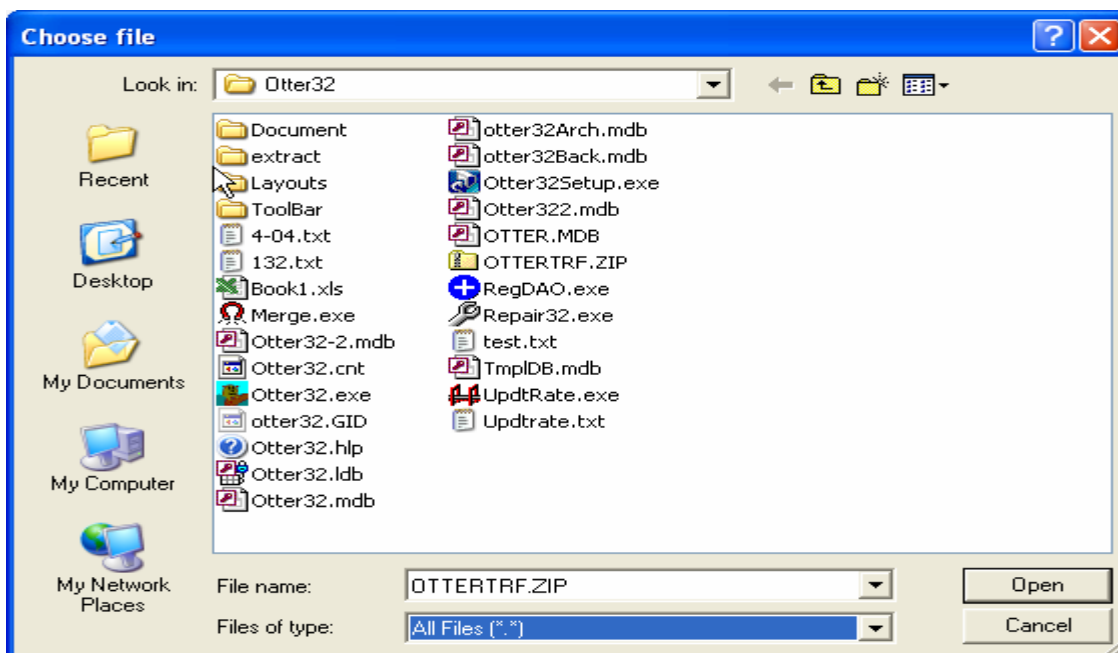 Choose file
Look in:
Otter32
Recent
Desktop
My Documents
My Computer
My Network
Places
Document
extract
Layouts
ToolBar
4-04.txt
132.txt
Book1.xls
Merge.exe
Otter32-2.mdb
Otter32.cnt
Otter32.exe
otter32.GID
Otter32.hlp
Otter32.ldb
Otter32.mdb
otter32Arch.mdb
otter32Back.mdb
Otter32Setup.exe
Otter322.mdb
OTTER.MDB
OTTERTRF.ZIP
RegDAO.exe
Repair32.exe
test.txt
TmplDB.mdb
UpdtRate.exe
Updtrate.txt
File name:
OTTERTRF.ZIP
Open
Files of type:
All Files (*.*)
Cancel